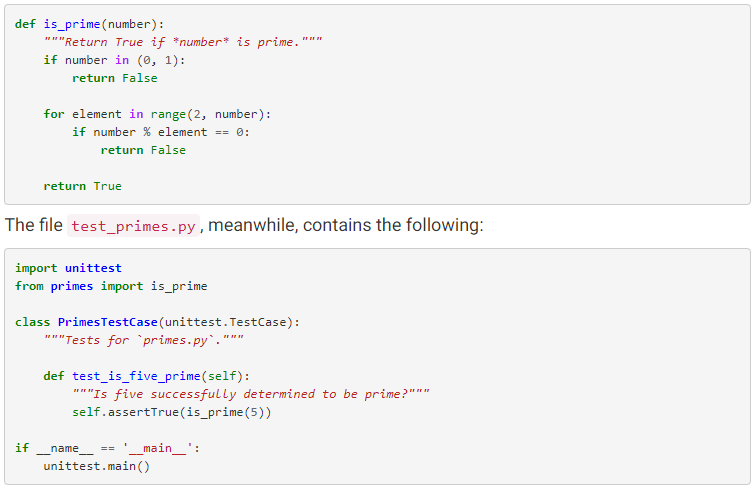 def is_prime(number):
    """Return True if *number* is prime."""
    if number in (0, 1):
        return False

    for element in range(2, number):
        if number % element == 0:
            return False

    return True
The file test_primes.py, meanwhile, contains the following:
import unittest
from primes import is_prime

class PrimesTestCase(unittest.TestCase):
    """Tests for `primes.py`."""

    def test_is_five_prime(self):
        """Is five successfully determined to be prime?"""
        self.assertTrue(is_prime(5))

if __name__ == '__main__':
    unittest.main()